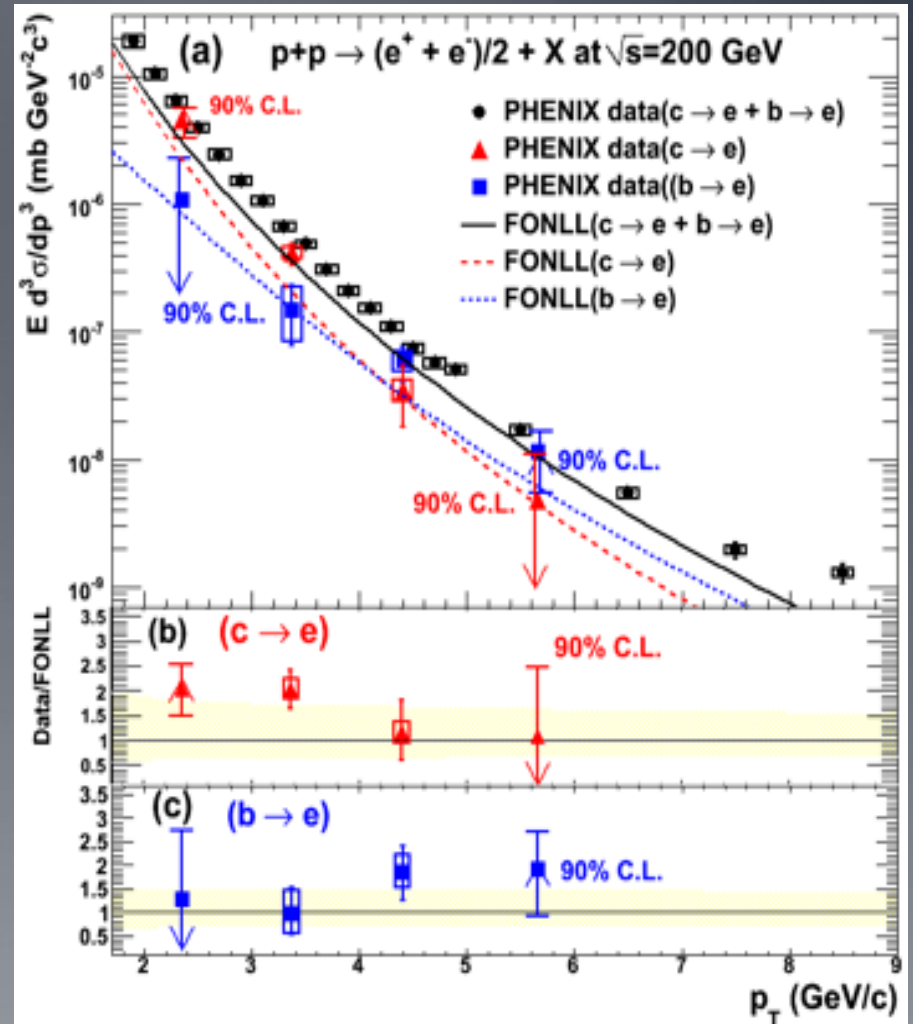 (a) p+p → (e⁺ + e⁻)/2 + X at √s=200 GeV
E d³σ/dp³ (mb GeV⁻²c³)
10⁻⁵
10⁻⁶
10⁻⁷
10⁻⁸
10⁻⁹
90% C.L.
PHENIX data(c → e + b → e)
PHENIX data(c → e)
PHENIX data((b → e)
FONLL(c → e + b → e)
FONLL(c → e)
FONLL(b → e)
90% C.L.
90% C.L.
90% C.L.
Data/FONLL
(b) (c → e)
90% C.L.
3.5
3
2.5
2
1.5
1
0.5
(c) (b → e)
90% C.L.
3.5
3
2.5
2
1.5
1
0.5
2 3 4 5 6 7 8 9
p_T (GeV/c)